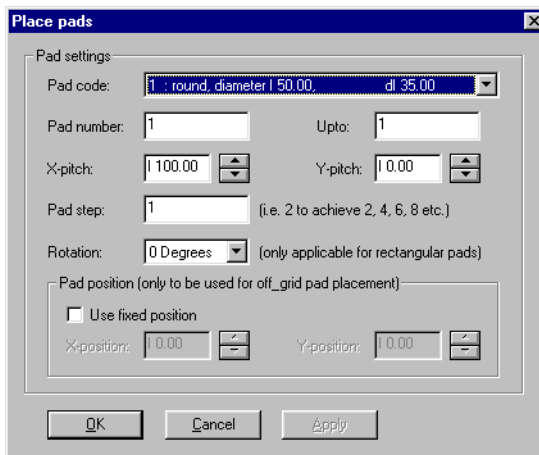 Place pads
Pad settings
Pad code: 1 : round, diameter I 50.00, dI 35.00
Pad number: 1 Upto: 1
X-pitch: I 100.00 Y-pitch: I 0.00
Pad step: 1 (i.e. 2 to achieve 2, 4, 6, 8 etc.)
Rotation: 0 Degrees (only applicable for rectangular pads)
Pad position (only to be used for off_grid pad placement)
Use fixed position
X-position: I 0.00 Y-position: I 0.00
OK Cancel Apply